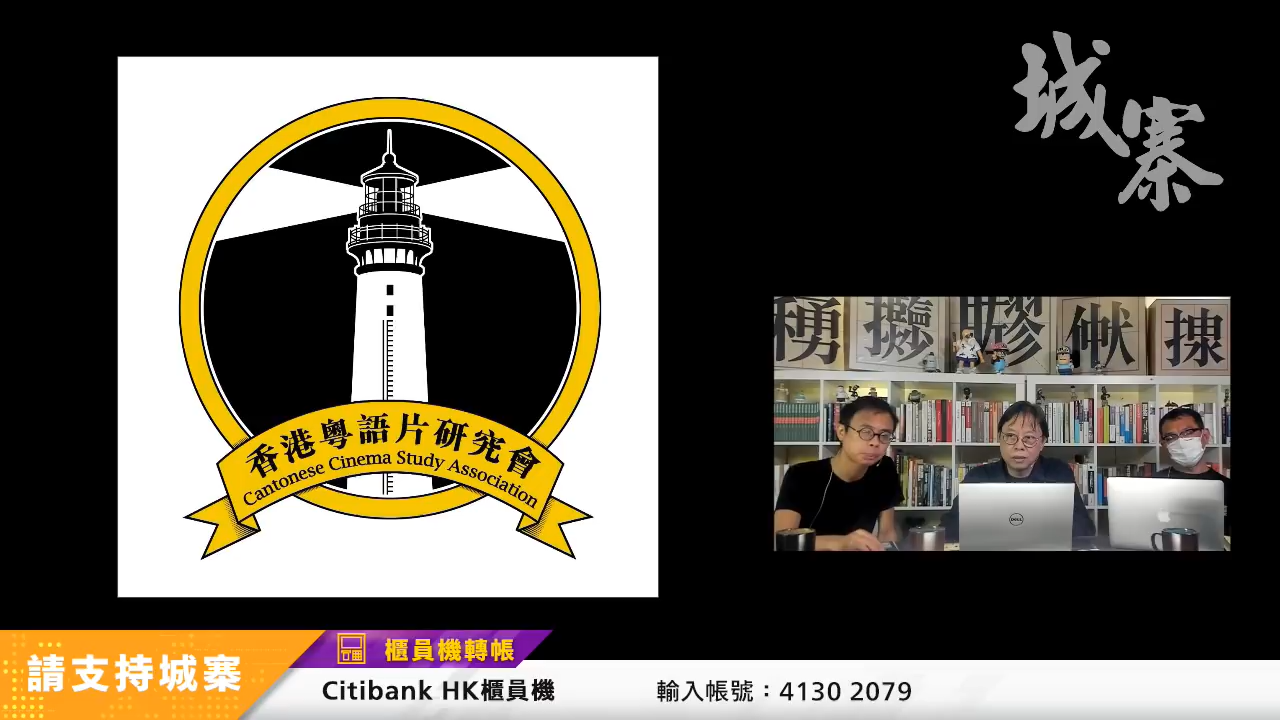 城寨
香港粵語片研究會
Cantonese Cinema Study Association
DELL
請支持城寨
櫃員機轉帳
Citibank HK櫃員機
輸入帳號：4130 2079